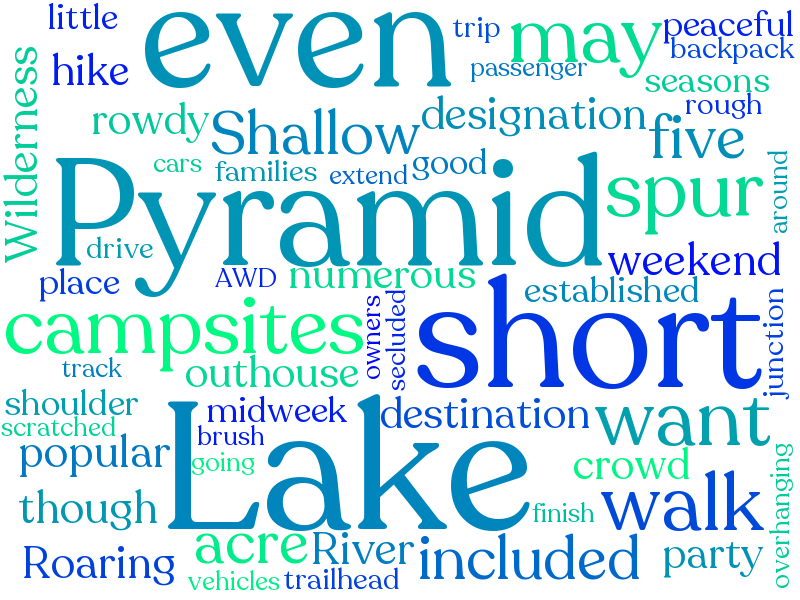 little
even
trip
may
peaceful
backpack
hike
passenger
seasons
Wilderness
rowdy
Shallow
designation
rough
five
cars
families
extend
good
around
Pyramid
spur
drive
weekend
place
AWD
numerous
established
campsites
owners
secluded
short
junction
track
outhouse
shoulder
midweek
destination
want
scratched
brush
popular
going
Lake
crowd
overhanging
though
finish
walk
Roaring
acre
River
included
party
vehicles
trailhead